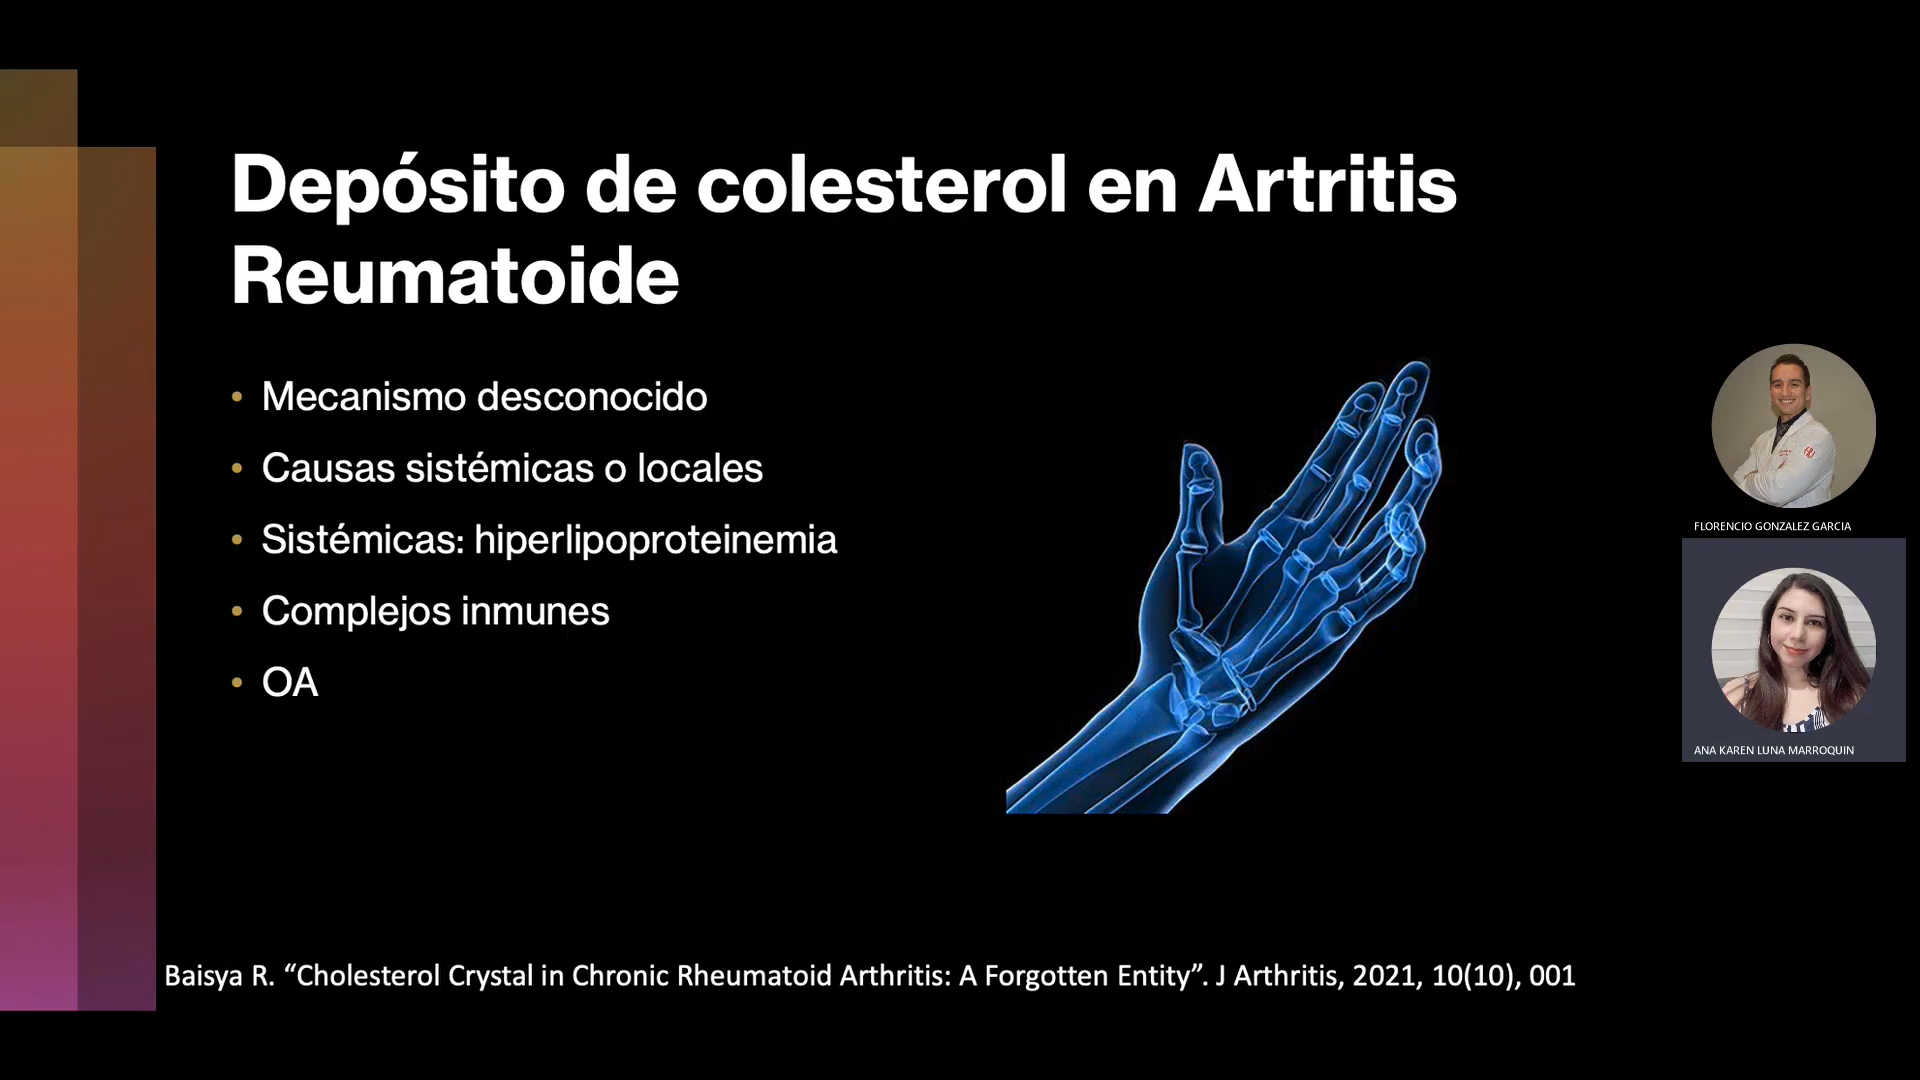 Depósito de colesterol en Artritis
Reumatoide
• Mecanismo desconocido
• Causas sistémicas o locales
• Sistémicas: hiperlipoproteinemia
• Complejos inmunes
• OA
FLORENCIO GONZALEZ GARCIA
ANA KAREN LUNA MARROQUIN
Baisya R. “Cholesterol Crystal in Chronic Rheumatoid Arthritis: A Forgotten Entity”. J Arthritis, 2021, 10(10), 001